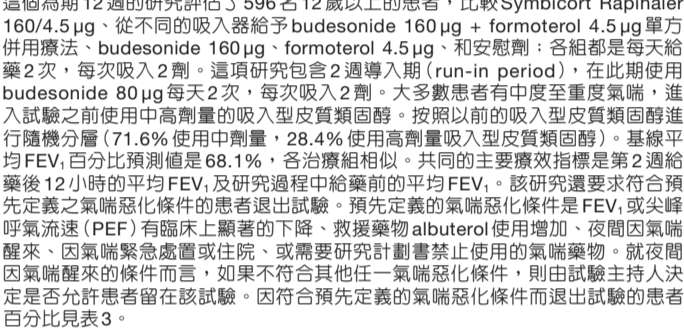 這個為期12週的研究評估了596名12歲以上的患者，比較Symbicort Rapihaler
160/4.5 µg、從不同的吸入器給予budesonide 160 µg + formoterol 4.5 µg單方
併用療法、budesonide 160 µg、formoterol 4.5 µg、和安慰劑；各組都是每天給
藥2次，每次吸入2劑。這項研究包含2週導入期(run-in period)，在此期使用
budesonide 80 µg每天2次，每次吸入2劑。大多數患者有中度至重度氣喘，進
入試驗之前使用中高劑量的吸入型皮質類固醇。按照以前的吸入型皮質類固醇進
行隨機分層(71.6%使用中劑量，28.4%使用高劑量吸入型皮質類固醇)。基線平
均FEV₁百分比預測值是68.1%，各治療組相似。共同的主要療效指標是第2週給
藥後12小時的平均FEV₁及研究過程中給藥前的平均FEV₁。該研究還要求符合預
先定義之氣喘惡化條件的患者退出試驗。預先定義的氣喘惡化條件是FEV₁或尖峰
呼氣流速(PEF)有臨床上顯著的下降、救援藥物albuterol使用增加、夜間因氣喘
醒來、因氣喘緊急處置或住院、或需要研究計劃書禁止使用的氣喘藥物。就夜間
因氣喘醒來的條件而言，如果不符合其他任一氣喘惡化條件，則由試驗主持人決
定是否允許患者留在該試驗。因符合預先定義的氣喘惡化條件而退出試驗的患者
百分比見表3。